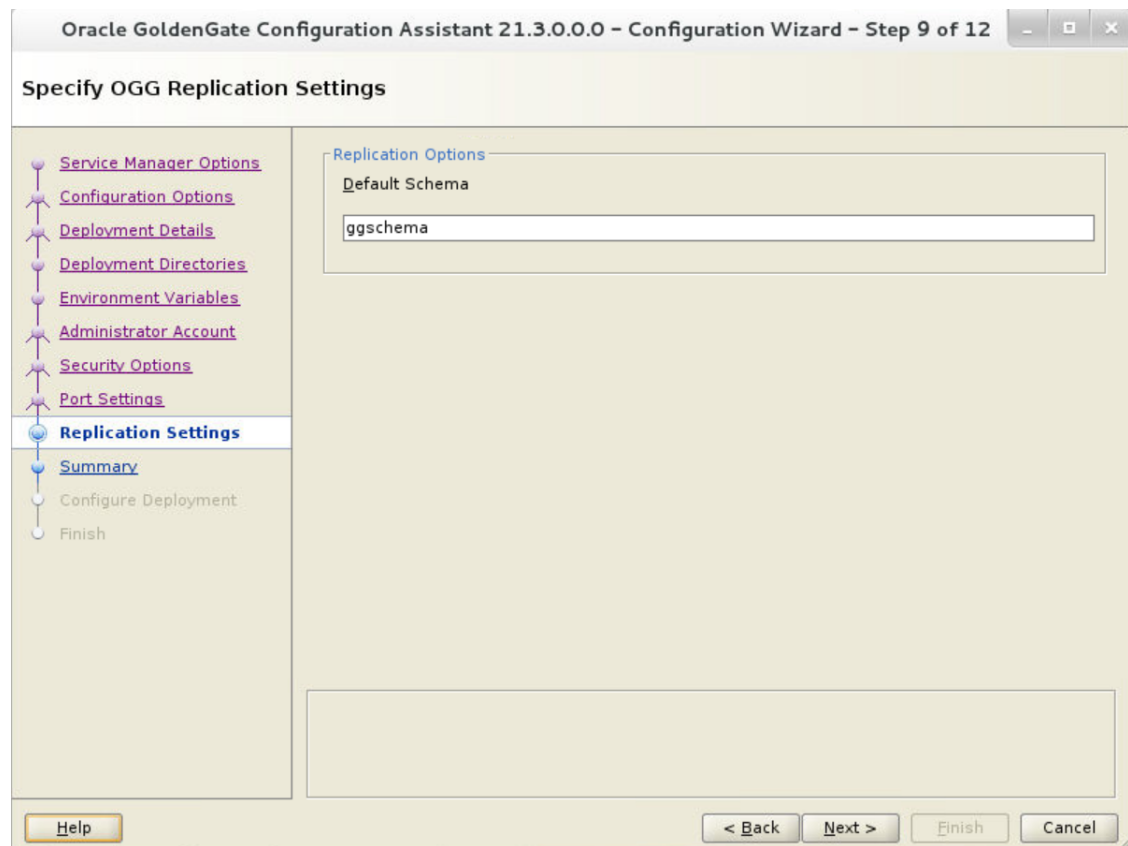 Oracle GoldenGate Configuration Assistant 21.3.0.0.0 – Configuration Wizard – Step 9 of 12
Specify OGG Replication Settings
Service Manager Options
Configuration Options
Deployment Details
Deployment Directories
Environment Variables
Administrator Account
Security Options
Port Settings
Replication Settings
Summary
Configure Deployment
Finish
Replication Options
Default Schema
ggschema
Help
< Back
Next >
Finish
Cancel